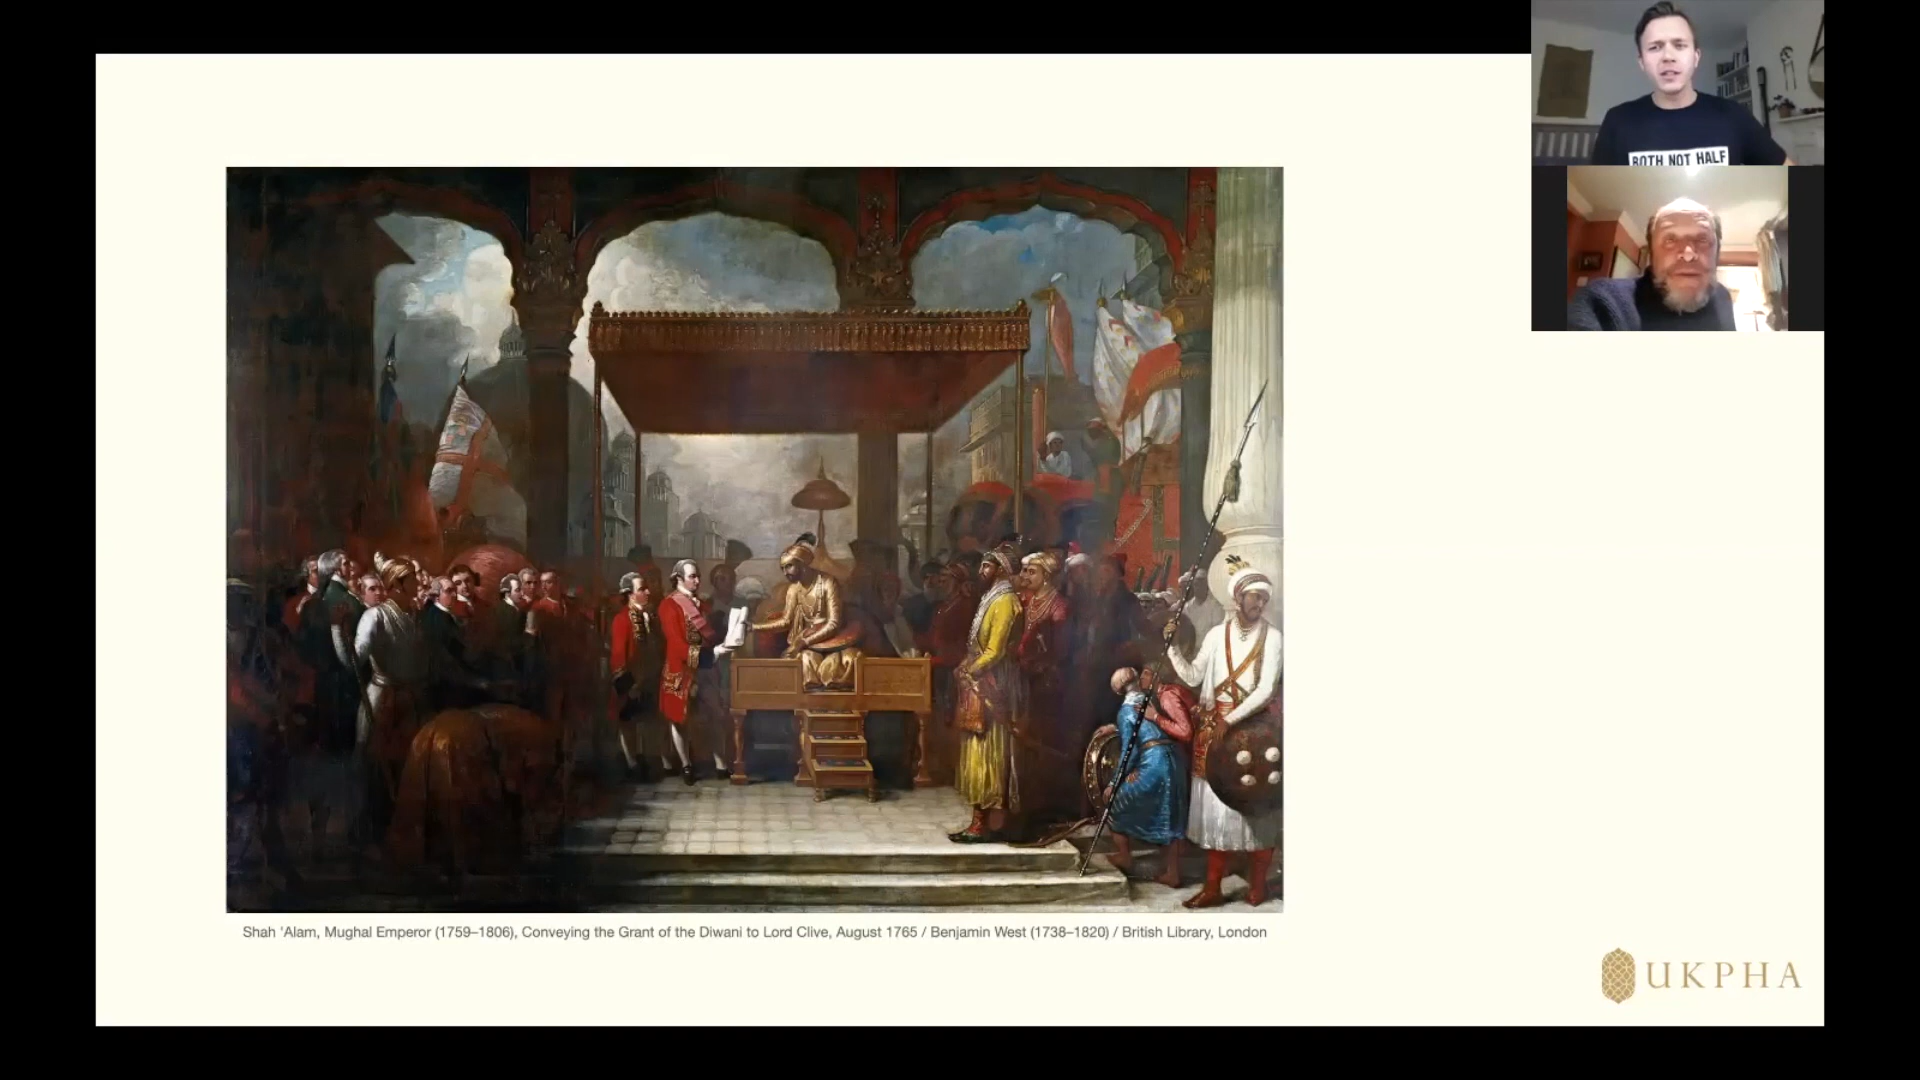 BOTH NOT HALF
Shah 'Alam, Mughal Emperor (1759–1806), Conveying the Grant of the Diwani to Lord Clive, August 1765 / Benjamin West (1738–1820) / British Library, London
UKPHA